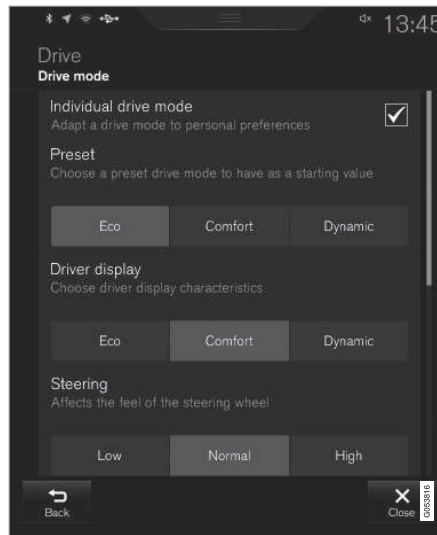 13:45
Drive
Drive mode
Individual drive mode
Adapt a drive mode to personal preferences
Preset
Choose a preset drive mode to have as a starting value
Eco Comfort Dynamic
Driver display
Choose driver display characteristics
Eco Comfort Dynamic
Steering
Affects the feel of the steering wheel
Low Normal High
Back Close
G053816